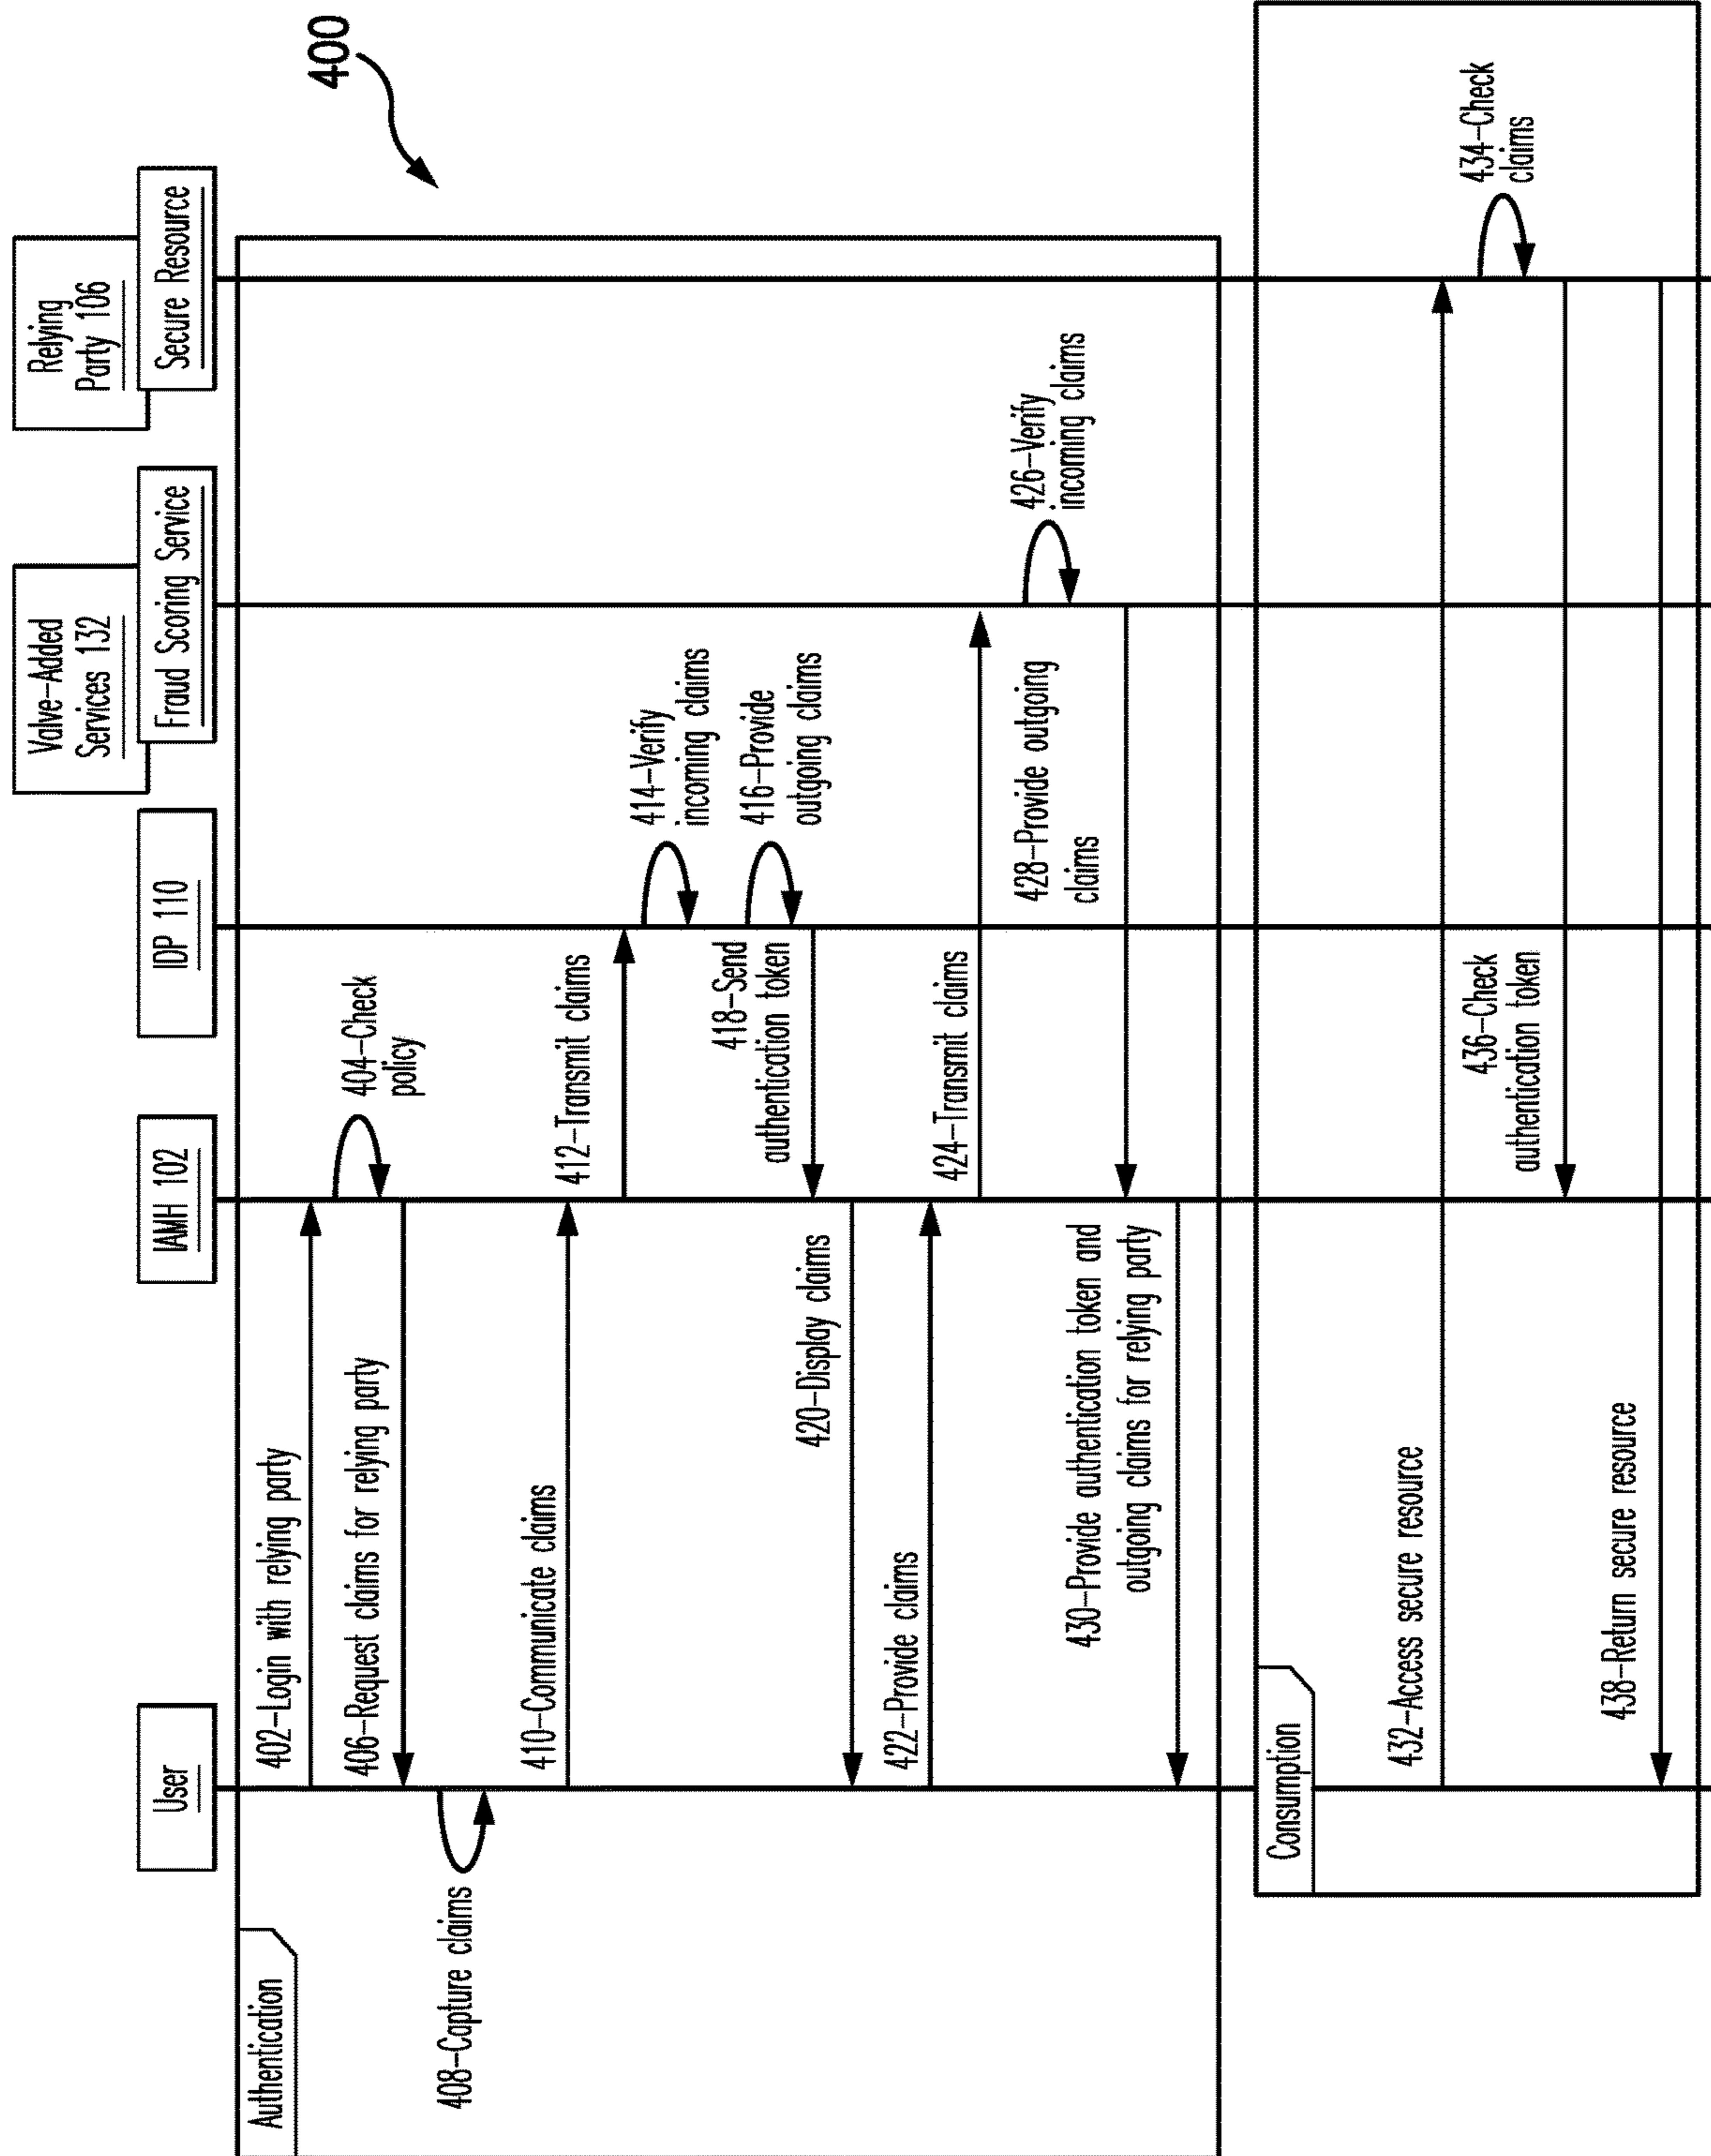 400
Valve-Added
Services 132
Relying
Party 106
User
IAMH 102
IDP 110
Fraud Scoring Service
Secure Resource
Authentication
402-Login with relying party
404-Check
policy
406-Request claims for relying party
408-Capture claims
410-Communicate claims
412-Transmit claims
414-Verify
incoming claims
416-Provide
outgoing claims
418-Send
authentication token
420-Display claims
422-Provide claims
424-Transmit claims
426-Verify
incoming claims
428-Provide outgoing
claims
430-Provide authentication token and
outgoing claims for relying party
Consumption
432-Access secure resource
434-Check
claims
436-Check
authentication token
438-Return secure resource